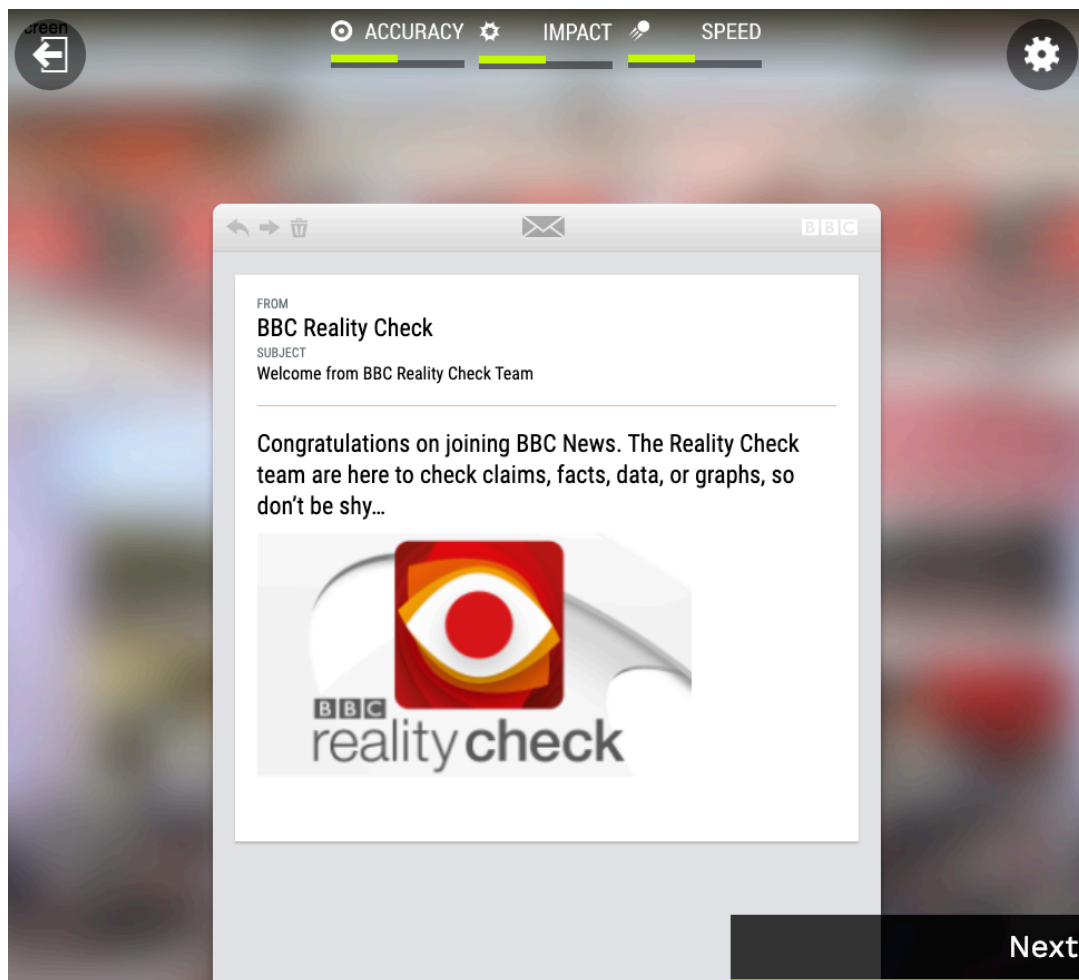 creen
ACCURACY IMPACT SPEED
BBC
FROM
BBC Reality Check
SUBJECT
Welcome from BBC Reality Check Team
Congratulations on joining BBC News. The Reality Check
team are here to check claims, facts, data, or graphs, so
don’t be shy…
BBC
reality check
Next